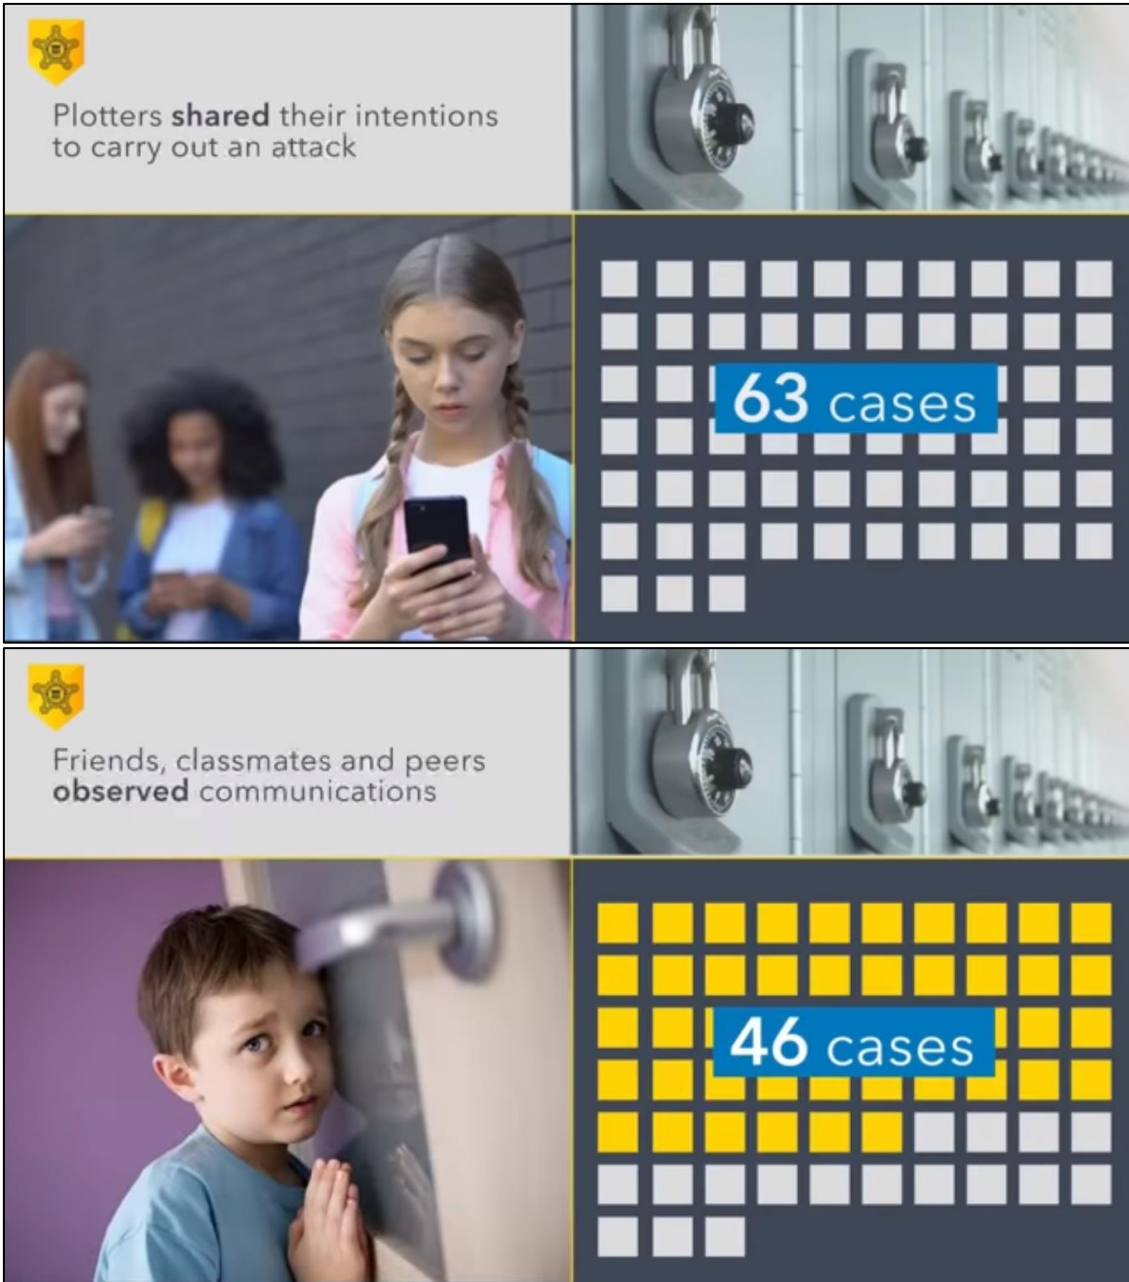 Plotters shared their intentions
to carry out an attack
63 cases
Friends, classmates and peers
observed communications
46 cases